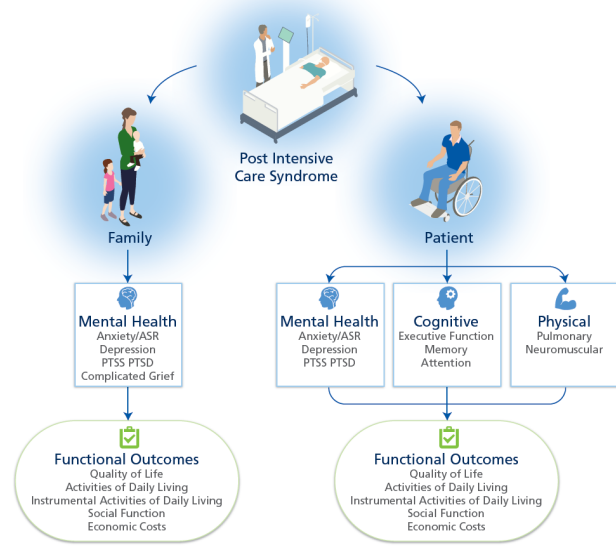 Post Intensive
Care Syndrome
Family
Patient
Mental Health
Anxiety/ASR
Depression
PTSS PTSD
Complicated Grief
Mental Health
Anxiety/ASR
Depression
PTSS PTSD
Cognitive
Executive Function
Memory
Attention
Physical
Pulmonary
Neuromuscular
Functional Outcomes
Quality of Life
Activities of Daily Living
Instrumental Activities of Daily Living
Social Function
Economic Costs
Functional Outcomes
Quality of Life
Activities of Daily Living
Instrumental Activities of Daily Living
Social Function
Economic Costs